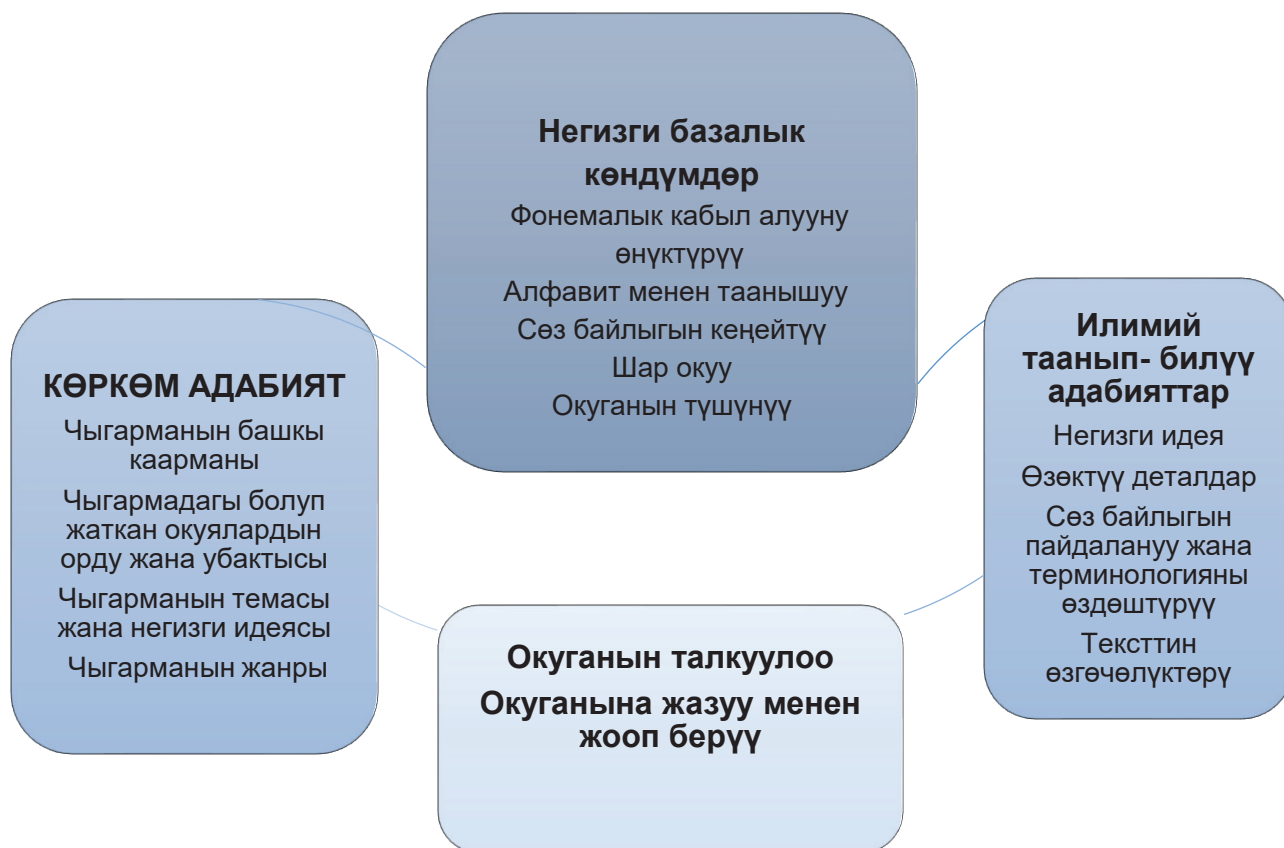 Негизги базалык
көндүмдөр
Фонемалык кабыл алууну
өнүктүрүү
Алфавит менен таанышуу
Сөз байлыгын кеңейтүү
Шар окуу
Окуганын түшүнүү
КӨРКӨМ АДАБИЯТ
Чыгарманын башкы
каарманы
Чыгармадагы болуп
жаткан окуялардын
орду жана убактысы
Чыгарманын темасы
жана негизги идеясы
Чыгарманын жанры
Илимий
таанып- билүү
адабияттар
Негизги идея
Өзөктүү деталдар
Сөз байлыгын
пайдалануу жана
терминологияны
өздөштүрүү
Тексттин
өзгөчөлүктөрү
Окуганын талкуулоо
Окуганына жазуу менен
жооп берүү